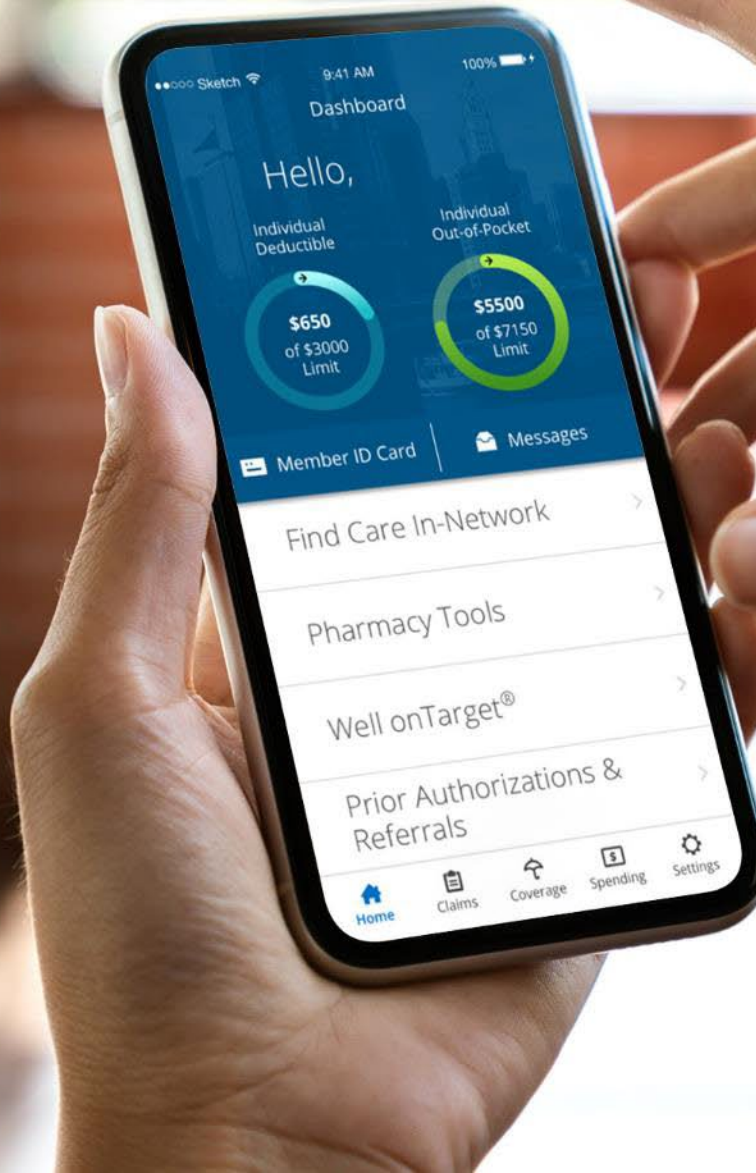 Sketch 9:41 AM 100%
Dashboard
Hello,
Individual
Deductible
Individual
Out-of-Pocket
$650
of $3000
Limit
$5500
of $7150
Limit
Member ID Card
Messages
Find Care In-Network
Pharmacy Tools
Well onTarget®
Prior Authorizations &
Referrals
Home
Claims
Coverage
Spending
Settings